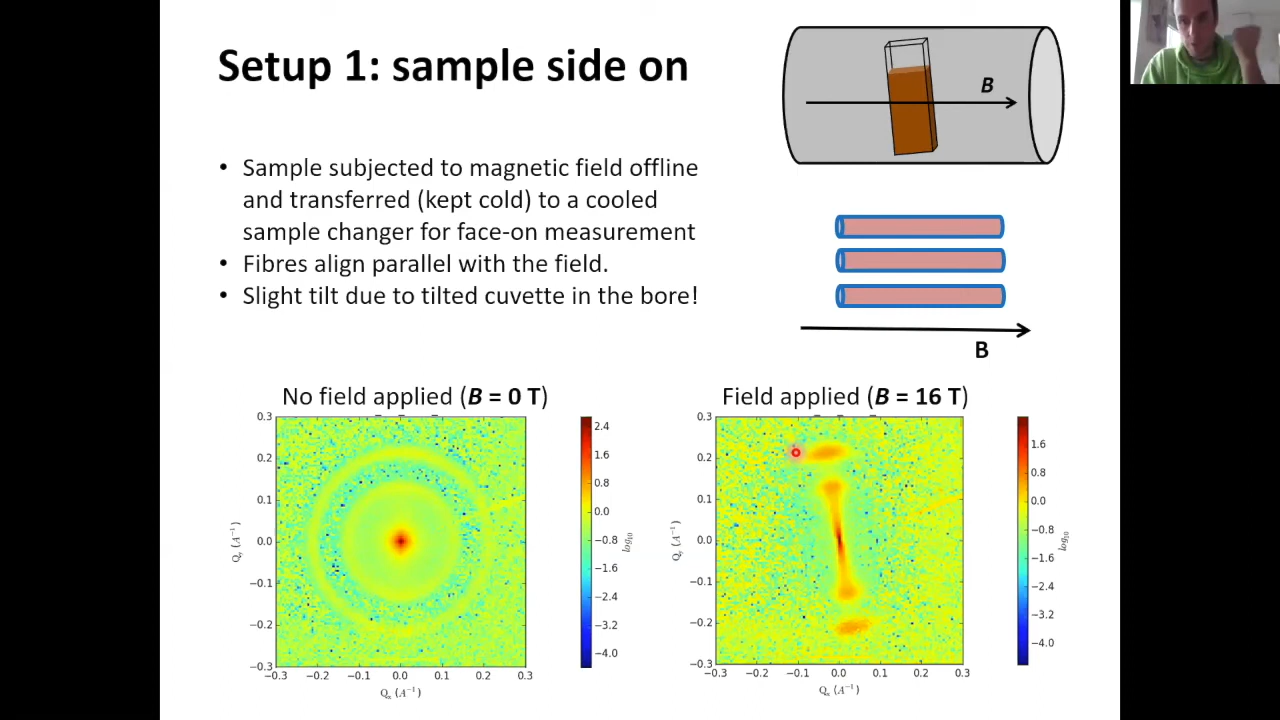 Setup 1: sample side on
B
• Sample subjected to magnetic field offline
and transferred (kept cold) to a cooled
sample changer for face-on measurement
• Fibres align parallel with the field.
• Slight tilt due to tilted cuvette in the bore!
B
No field applied (B = 0 T)
0.3
0.2
0.1
0.0
−0.1
−0.2
−0.3
−0.3 −0.2 −0.1 0.0 0.1 0.2 0.3
Qx (A⁻¹)
2.4
1.6
0.8
0.0
−0.8
−1.6
−2.4
−3.2
−4.0
log10
Field applied (B = 16 T)
0.3
0.2
0.1
0.0
−0.1
−0.2
−0.3
−0.3 −0.2 −0.1 0.0 0.1 0.2 0.3
Qx (A⁻¹)
1.6
0.8
0.0
−0.8
−1.6
−2.4
−3.2
−4.0
log10